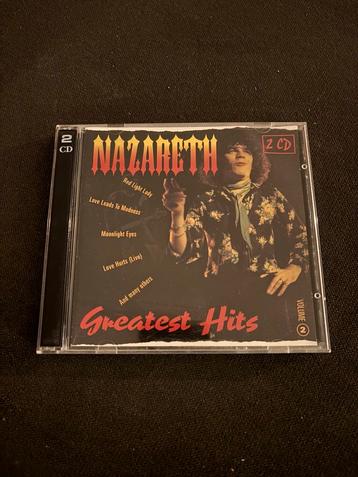 2
CD
NAZARETH
2 CD
Red Light Lady
Love Leads To Madness
Moonlight Eyes
Love Hurts (Live)
And many others
Greatest Hits
VOLUME 2